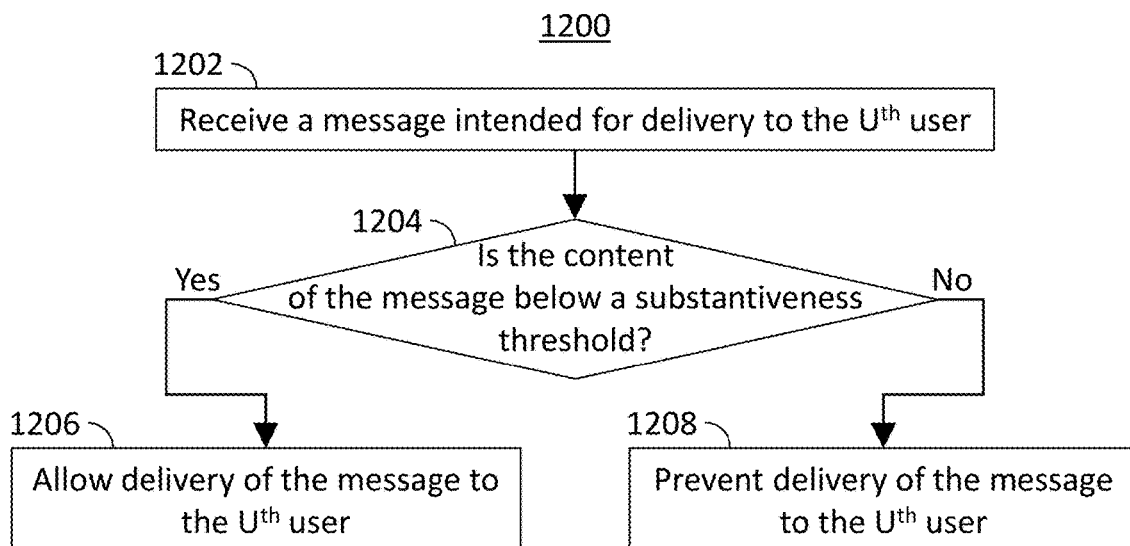 1200
1202
Receive a message intended for delivery to the Uth user
1204
Is the content
of the message below a substantiveness
threshold?
Yes
No
1206
Allow delivery of the message to
the Uth user
1208
Prevent delivery of the message
to the Uth user